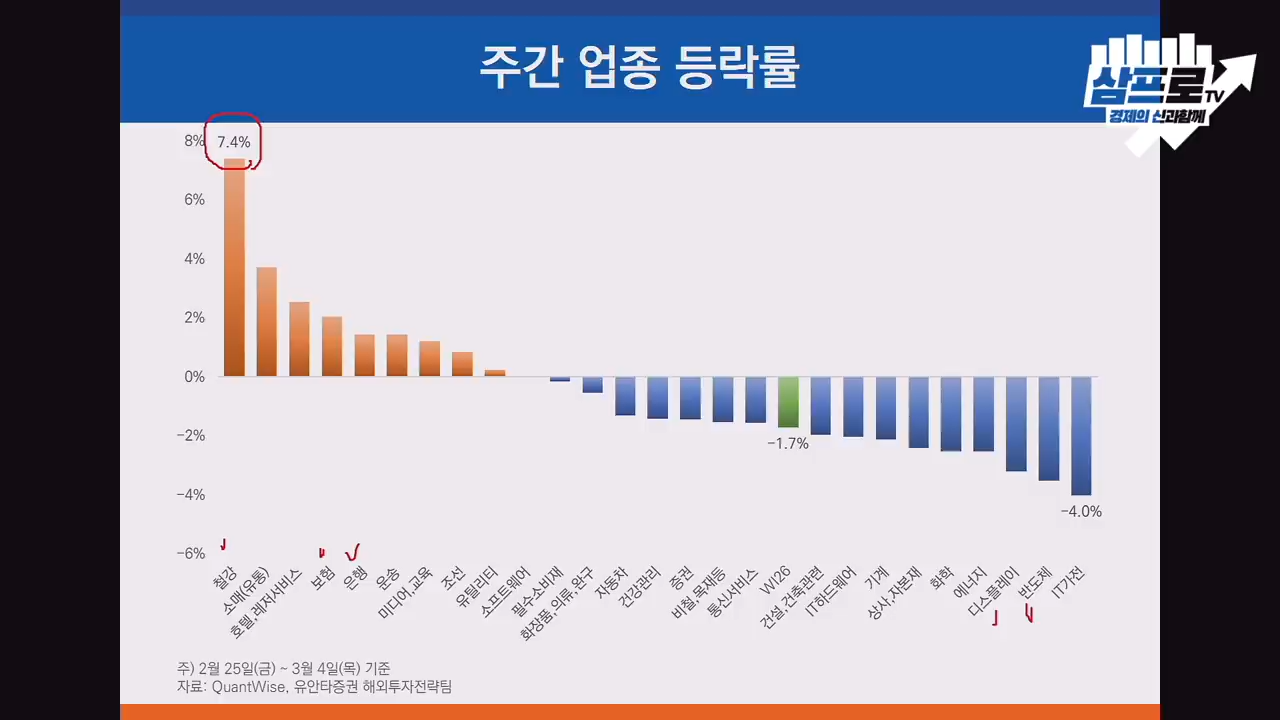 주간 업종 등락률
삼프로TV
경제의 신과함께
8%
6%
4%
2%
0%
−2%
−4%
−6%
7.4%
−1.7%
−4.0%
철강
소매(유통)
호텔,레저서비스
보험
은행
운송
미디어,교육
조선
유틸리티
소프트웨어
필수소비재
화장품,의류,완구
자동차
건강관리
증권
비철,목재등
통신서비스
WI26
건설,건축관련
IT하드웨어
기계
상사,자본재
화학
에너지
디스플레이
반도체
IT가전
주) 2월 25일(금) ~ 3월 4일(목) 기준
자료: QuantWise, 유안타증권 해외투자전략팀